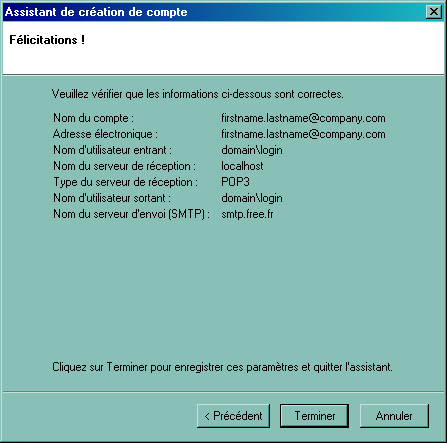 Assistant de création de compte
Félicitations !
Veuillez vérifier que les informations ci-dessous sont correctes.
Nom du compte : firstname.lastname@company.com
Adresse électronique : firstname.lastname@company.com
Nom d'utilisateur entrant : domain\login
Nom du serveur de réception : localhost
Type du serveur de réception : POP3
Nom d'utilisateur sortant : domain\login
Nom du serveur d'envoi (SMTP) : smtp.free.fr
Cliquez sur Terminer pour enregistrer ces paramètres et quitter l'assistant.
< Précédent Terminer Annuler